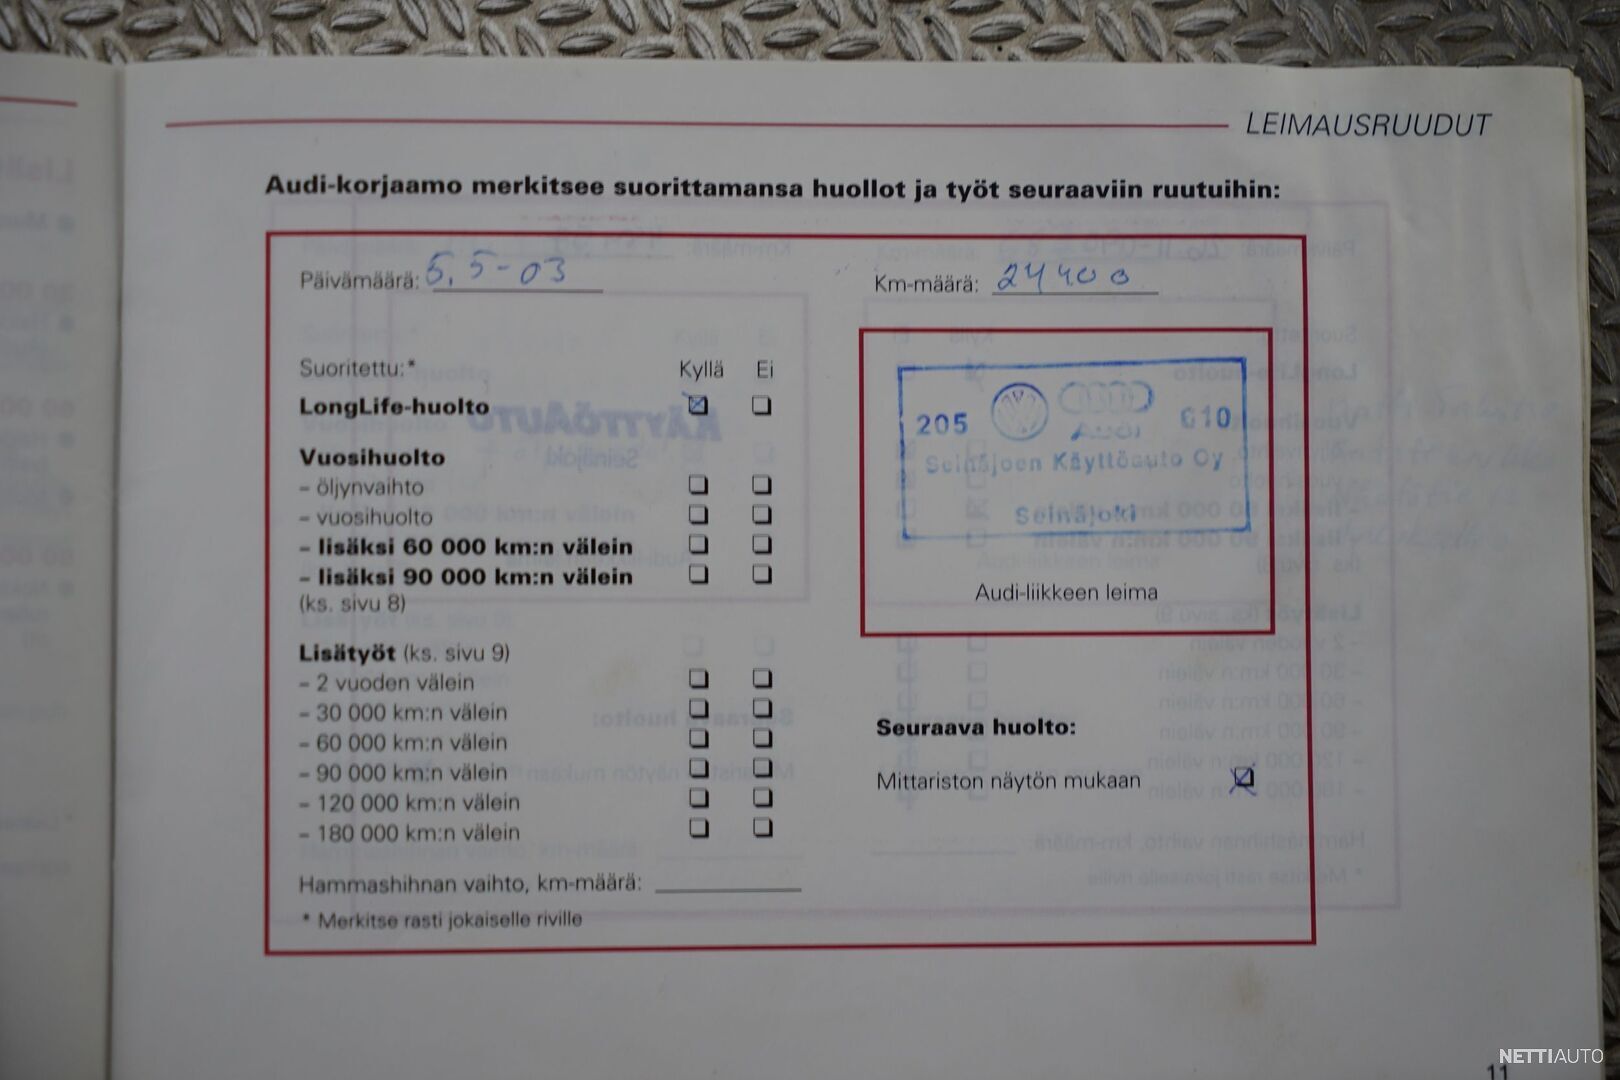 LEIMAUSRUUDUT
Audi-korjaamo merkitsee suorittamansa huollot ja työt seuraaviin ruutuihin:
Päivämäärä: 5.5-03
Km-määrä: 24400
Suoritettu:* Kyllä Ei
LongLife-huolto
Vuosihuolto
- öljynvaihto
- vuosihuolto
- lisäksi 60 000 km:n välein
- lisäksi 90 000 km:n välein
(ks. sivu 8)
Lisätyöt (ks. sivu 9)
- 2 vuoden välein
- 30 000 km:n välein
- 60 000 km:n välein
- 90 000 km:n välein
- 120 000 km:n välein
- 180 000 km:n välein
Hammashihnan vaihto, km-määrä:
* Merkitse rasti jokaiselle riville
205 Audi 610
Seinäjoen Käyttöauto Oy
Seinäjoki
Audi-liikkeen leima
Seuraava huolto:
Mittariston näytön mukaan
11
NETTIAUTO